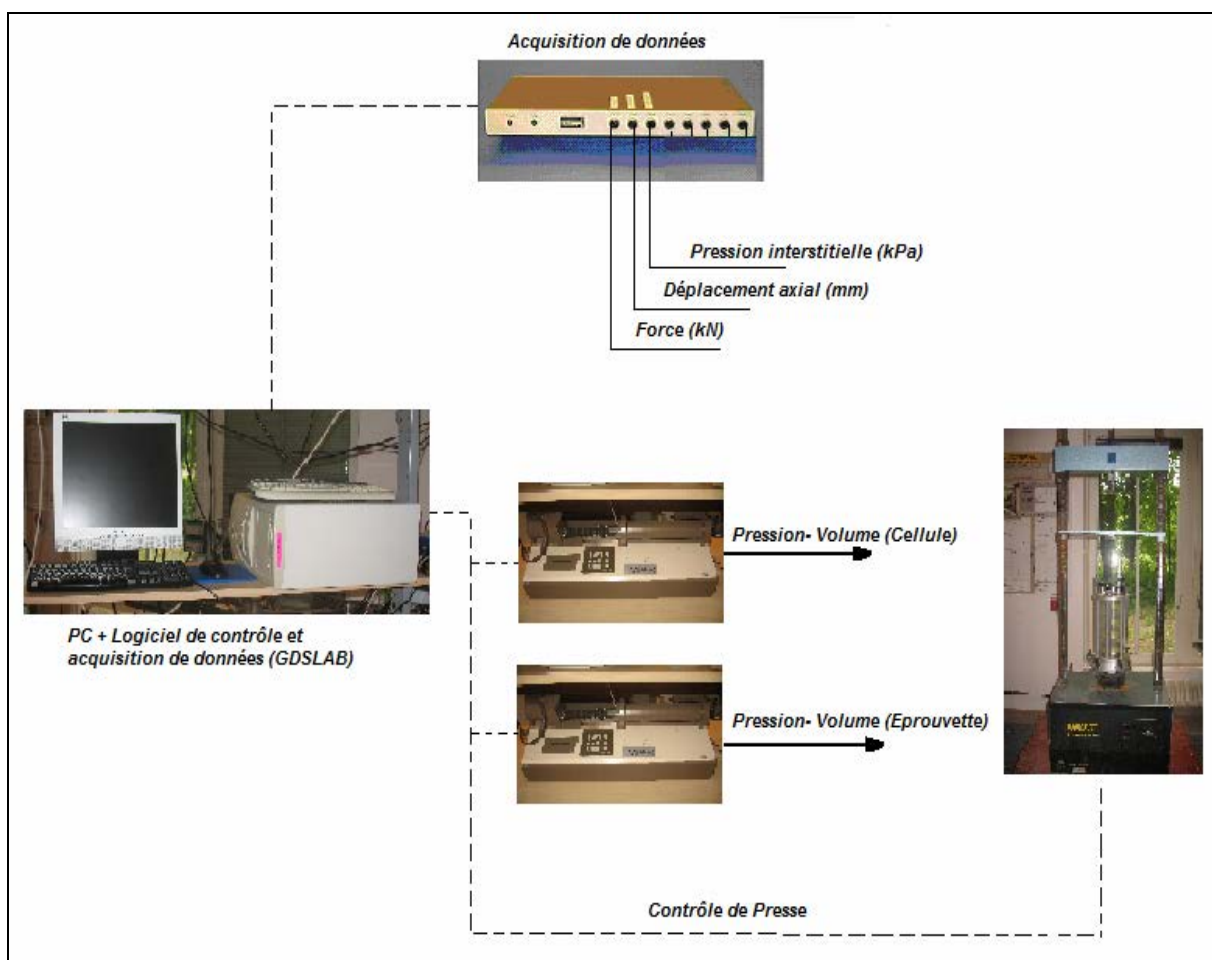 Acquisition de données
Pression interstitielle (kPa)
Déplacement axial (mm)
Force (kN)
PC + Logiciel de contrôle et
acquisition de données (GDSLAB)
Pression- Volume (Cellule)
Pression- Volume (Eprouvette)
Contrôle de Presse